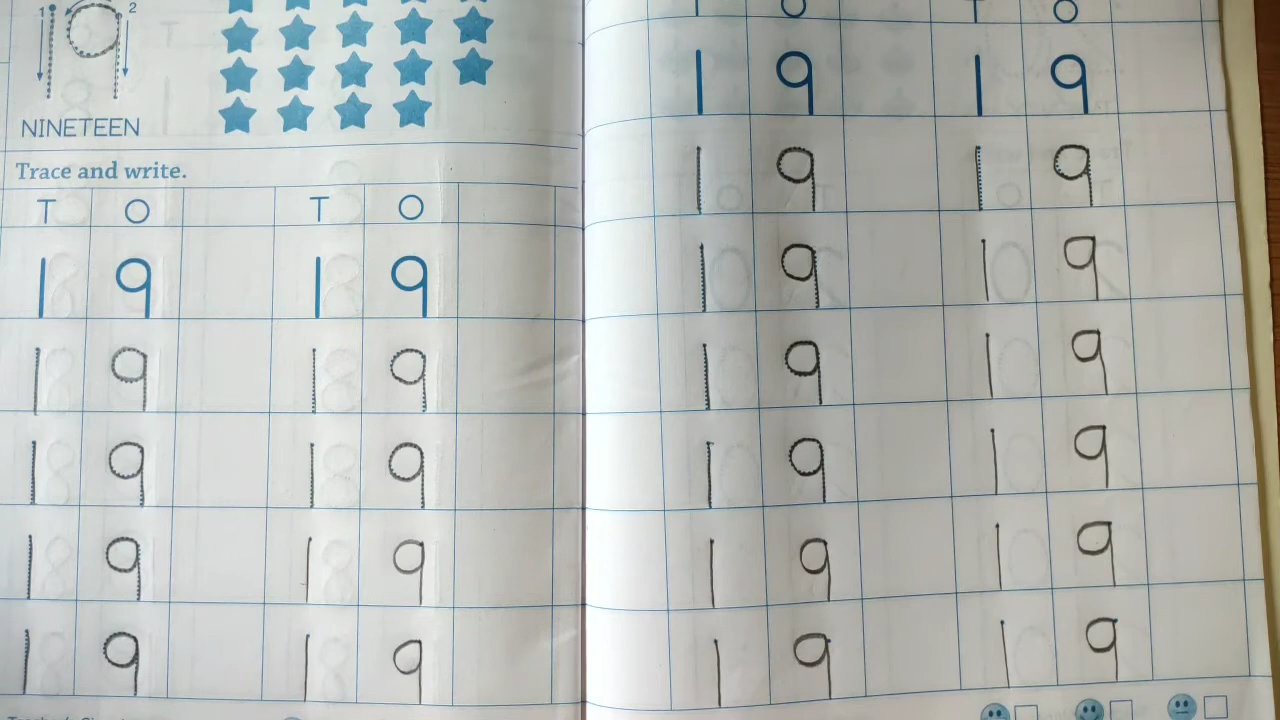 1 2
19
NINETEEN
Trace and write.
T O T O
1 9 1 9
1 9 1 9
1 9 1 9
1 9 1 9
1 9 1 9
T O T O
1 9 1 9
1 9 1 9
1 9 1 9
1 9 1 9
1 9 1 9
1 9 1 9
1 9 1 9